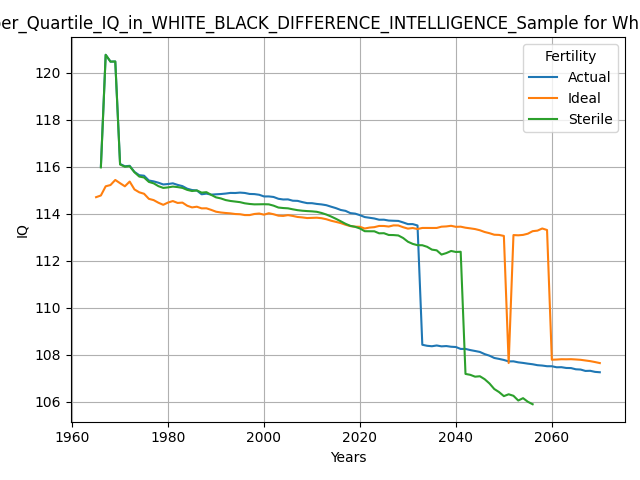 per_Quartile_IQ_in_WHITE_BLACK_DIFFERENCE_INTELLIGENCE_Sample for Wh
Fertility
Actual
Ideal
Sterile
120
118
116
114
112
110
108
106
IQ
1960
1980
2000
2020
2040
2060
Years